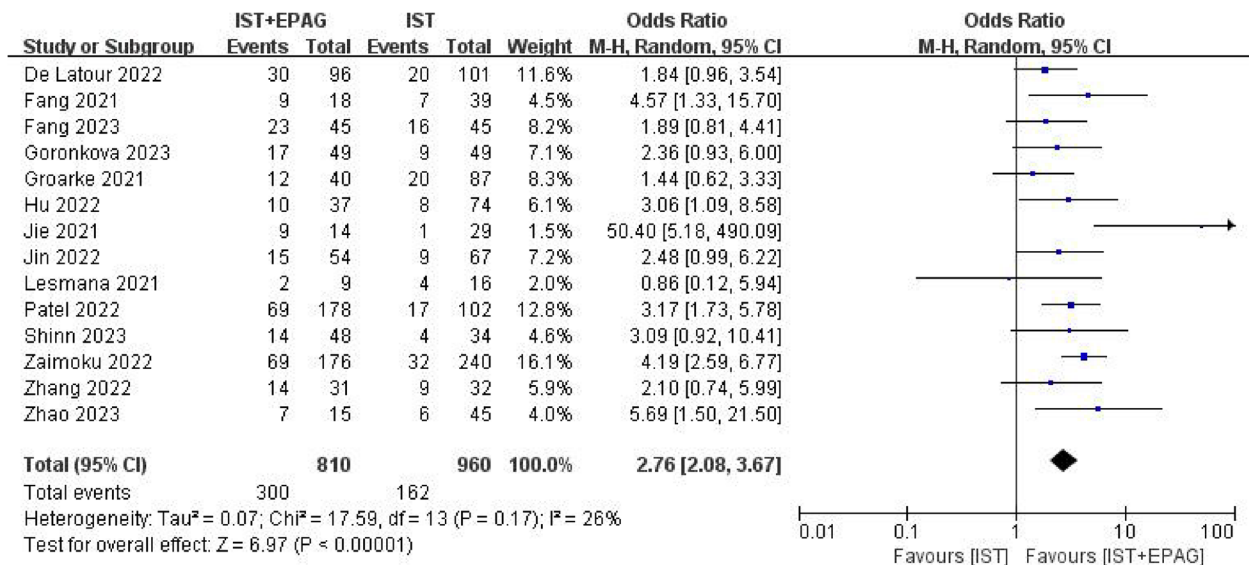 IST+EPAG IST Odds Ratio Odds Ratio
Study or Subgroup Events Total Events Total Weight M-H, Random, 95% CI M-H, Random, 95% CI
De Latour 2022 30 96 20 101 11.6% 1.84 [0.96, 3.54]
Fang 2021 9 18 7 39 4.5% 4.57 [1.33, 15.70]
Fang 2023 23 45 16 45 8.2% 1.89 [0.81, 4.41]
Goronkova 2023 17 49 9 49 7.1% 2.36 [0.93, 6.00]
Groarke 2021 12 40 20 87 8.3% 1.44 [0.62, 3.33]
Hu 2022 10 37 8 74 6.1% 3.06 [1.09, 8.58]
Jie 2021 9 14 1 29 1.5% 50.40 [5.18, 490.09]
Jin 2022 15 54 9 67 7.2% 2.48 [0.99, 6.22]
Lesmana 2021 2 9 4 16 2.0% 0.86 [0.12, 5.94]
Patel 2022 69 178 17 102 12.8% 3.17 [1.73, 5.78]
Shinn 2023 14 48 4 34 4.6% 3.09 [0.92, 10.41]
Zaimoku 2022 69 176 32 240 16.1% 4.19 [2.59, 6.77]
Zhang 2022 14 31 9 32 5.9% 2.10 [0.74, 5.99]
Zhao 2023 7 15 6 45 4.0% 5.69 [1.50, 21.50]
Total (95% CI) 810 960 100.0% 2.76 [2.08, 3.67]
Total events 300 162
Heterogeneity: Tau² = 0.07; Chi² = 17.59, df = 13 (P = 0.17); I² = 26%
Test for overall effect: Z = 6.97 (P < 0.00001)
0.01 0.1 1 10 100
Favours [IST] Favours [IST+EPAG]